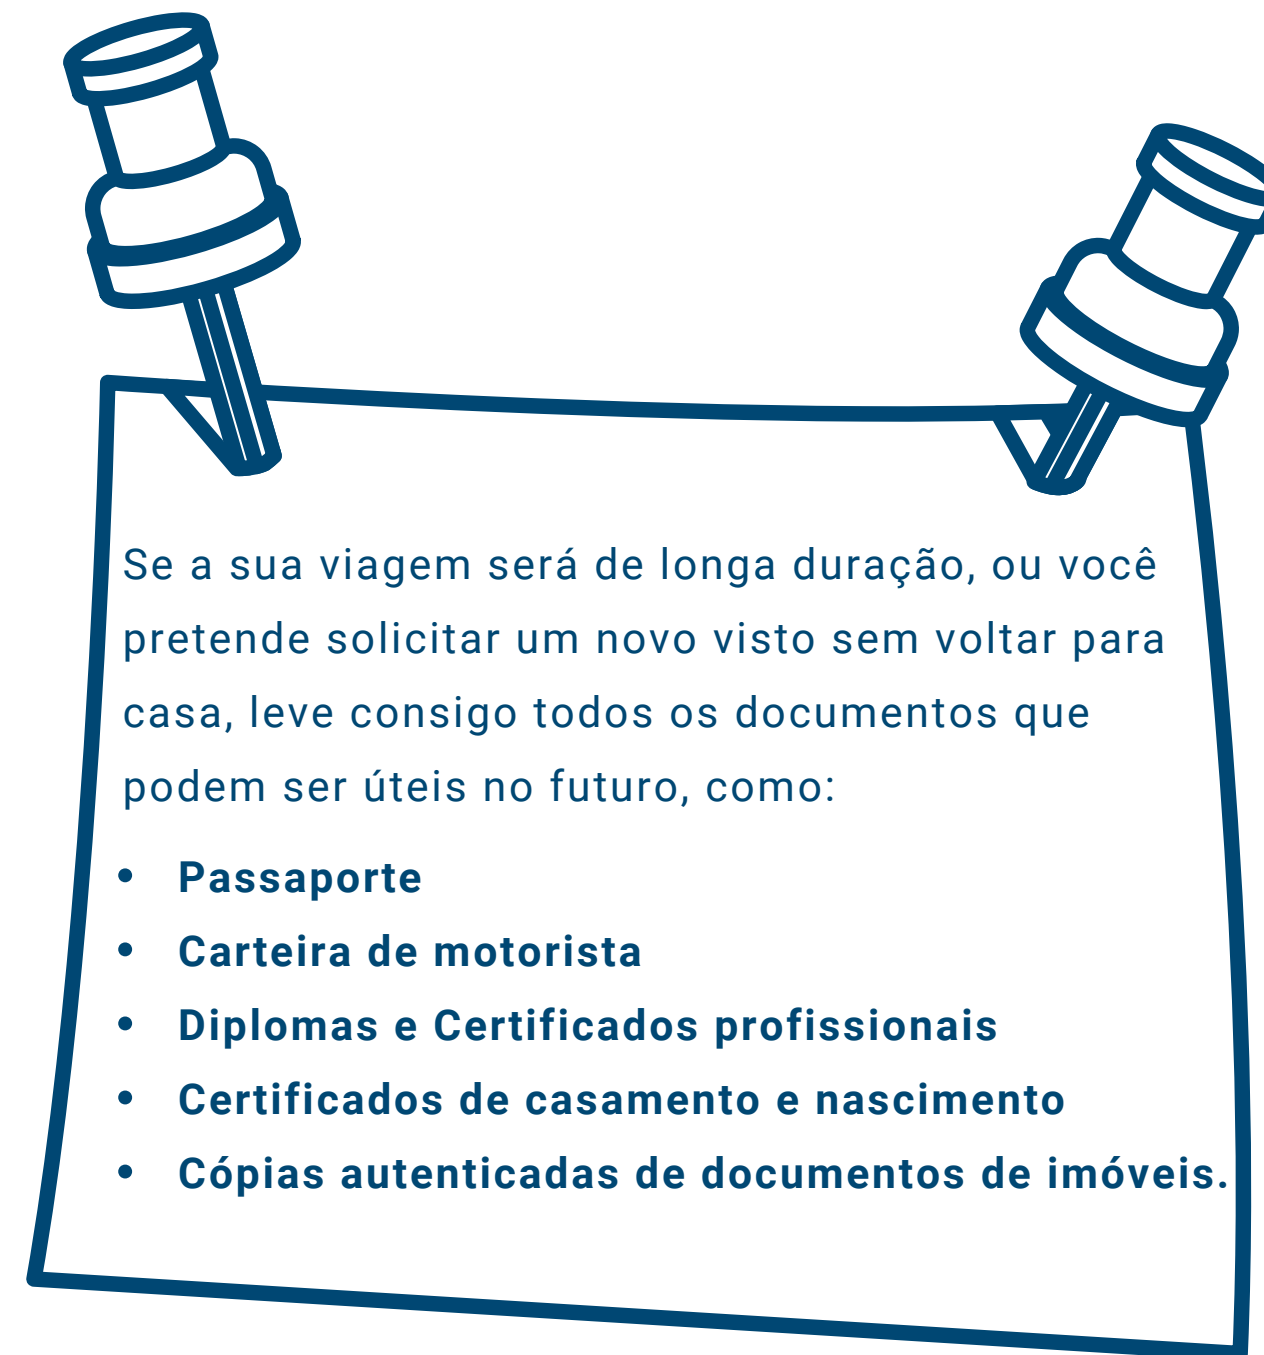 Se a sua viagem será de longa duração, ou você
pretende solicitar um novo visto sem voltar para
casa, leve consigo todos os documentos que
podem ser úteis no futuro, como:
• Passaporte
• Carteira de motorista
• Diplomas e Certificados profissionais
• Certificados de casamento e nascimento
• Cópias autenticadas de documentos de imóveis.